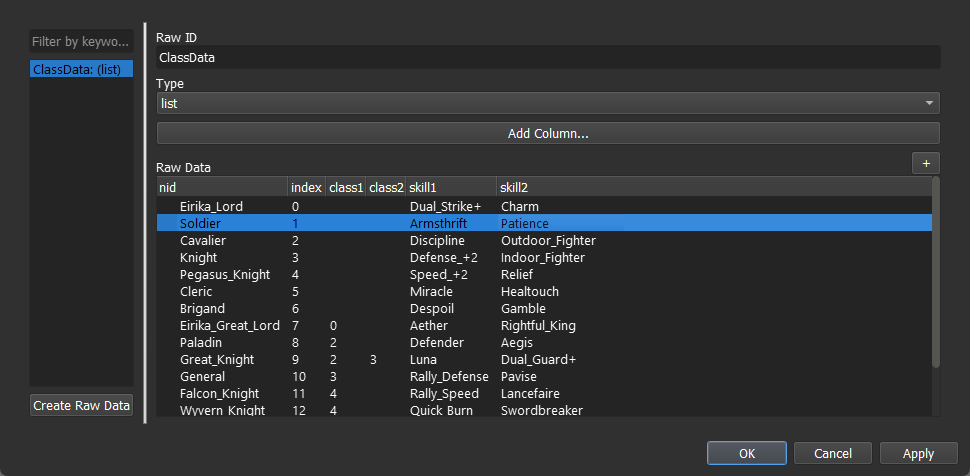 Filter by keywo...
ClassData: (list)
Create Raw Data
Raw ID
ClassData
Type
list
Add Column...
Raw Data +
nid index class1 class2 skill1 skill2
Eirika_Lord 0 Dual_Strike+ Charm
Soldier 1 Armsthrift Patience
Cavalier 2 Discipline Outdoor_Fighter
Knight 3 Defense_+2 Indoor_Fighter
Pegasus_Knight 4 Speed_+2 Relief
Cleric 5 Miracle Healtouch
Brigand 6 Despoil Gamble
Eirika_Great_Lord 7 0 Aether Rightful_King
Paladin 8 2 Defender Aegis
Great_Knight 9 2 3 Luna Dual_Guard+
General 10 3 Rally_Defense Pavise
Falcon_Knight 11 4 Rally_Speed Lancefaire
Wyvern_Knight 12 4 Quick_Burn Swordbreaker
OK Cancel Apply